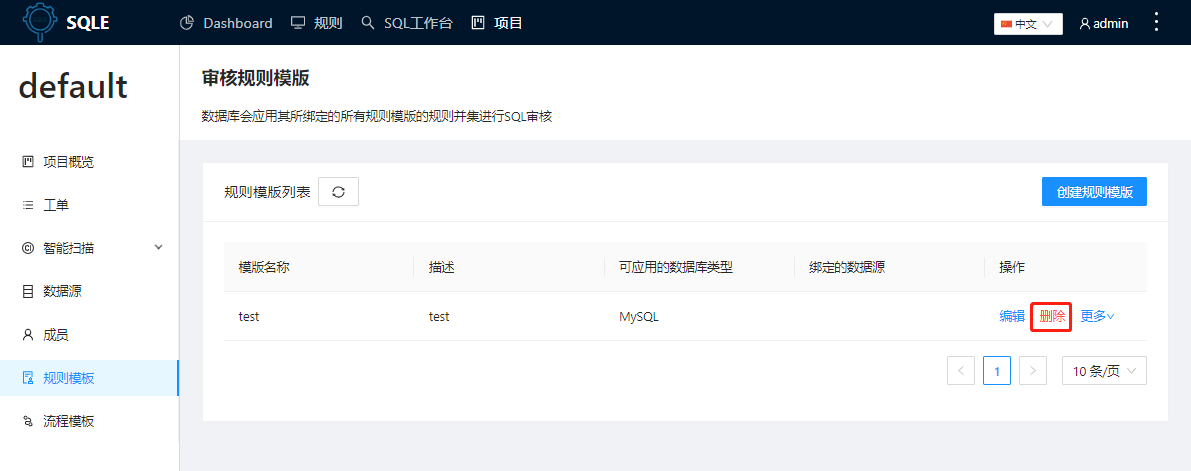 SQLE Dashboard 规则 SQL工作台 项目 中文 admin
default
项目概览
工单
智能扫描
数据源
成员
规则模板
流程模板
审核规则模版
数据库会应用其所绑定的所有规则模版的规则并集进行SQL审核
规则模版列表 创建规则模版
模版名称 描述 可应用的数据库类型 绑定的数据源 操作
test test MySQL 编辑 删除 更多
1 10 条/页